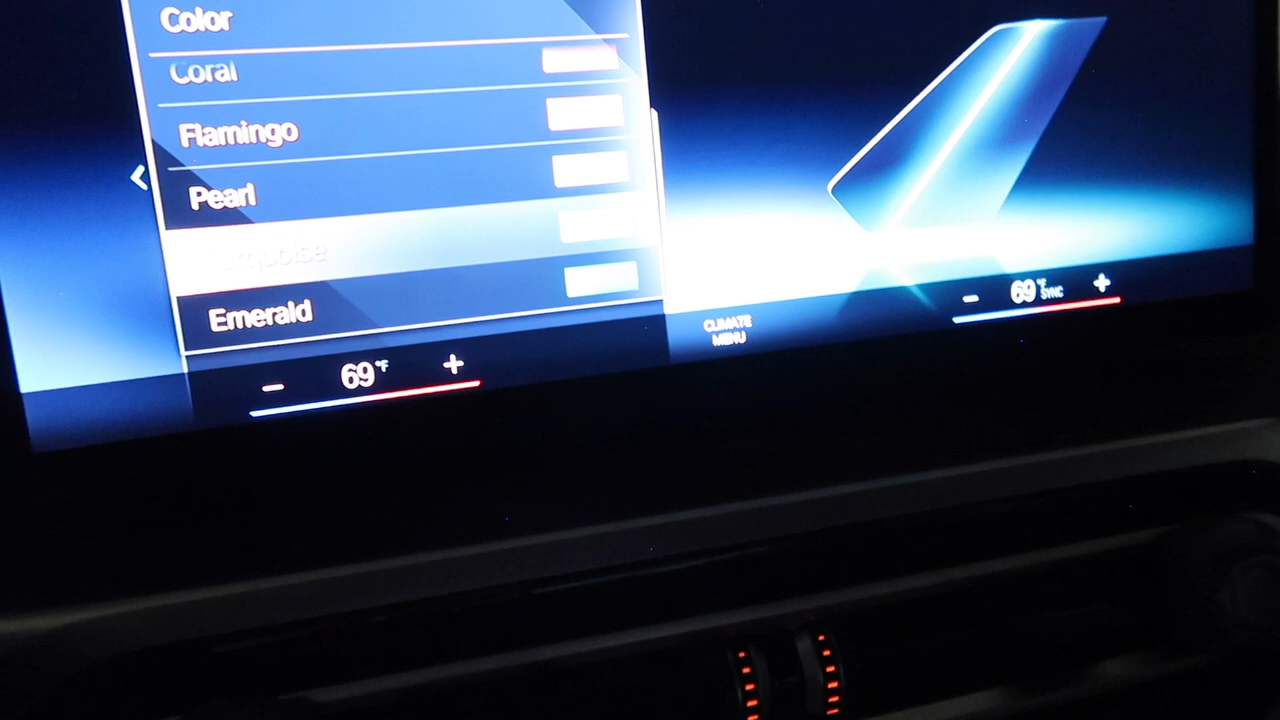 Color
Coral
Flamingo
Pearl
Turquoise
Emerald
− 69°F +
CLIMATE
MENU
− 69°F SYNC +